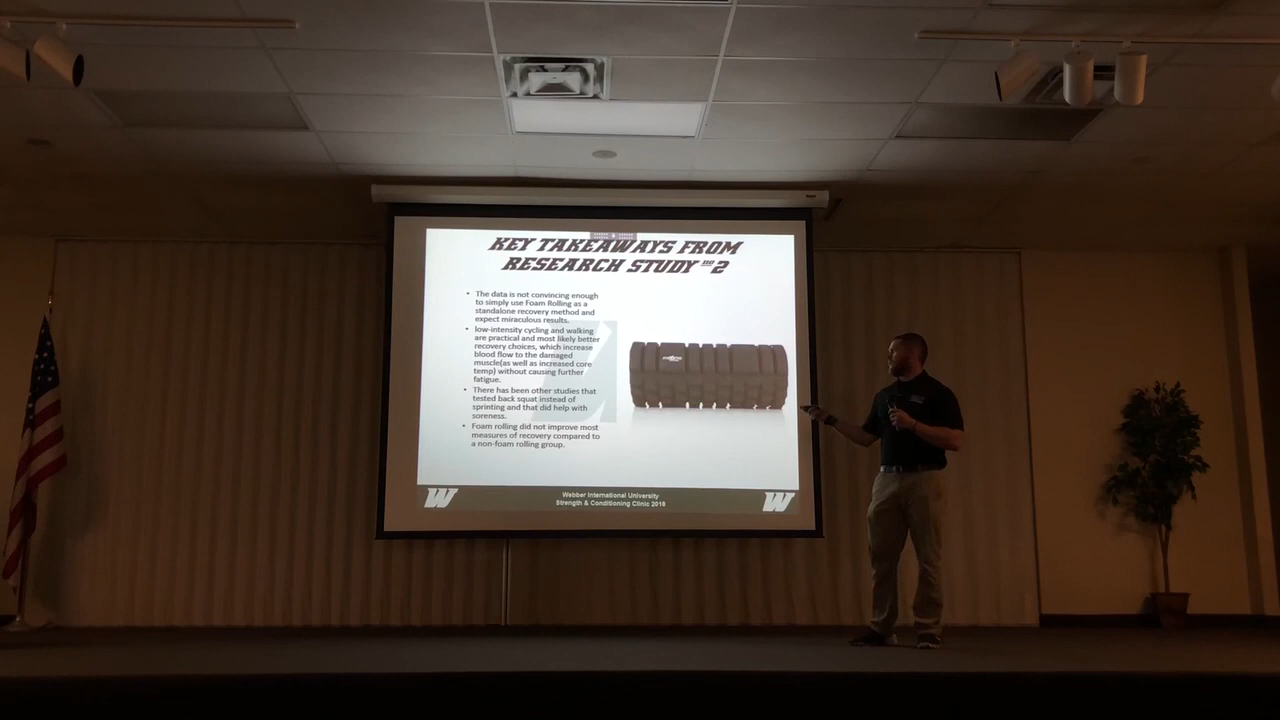 KEY TAKEAWAYS FROM
RESEARCH STUDY no2
• The data is not convincing enough
to simply use Foam Rolling as a
standalone recovery method and
expect miraculous results.
• low-intensity cycling and walking
are practical and most likely better
recovery choices, which increase
blood flow to the damaged
muscle(as well as increased core
temp) without causing further
fatigue.
• There has been other studies that
tested back squat instead of
sprinting and that did help with
soreness.
• Foam rolling did not improve most
measures of recovery compared to
a non-foam rolling group.
W
Webber International University
Strength & Conditioning Clinic 2018
W